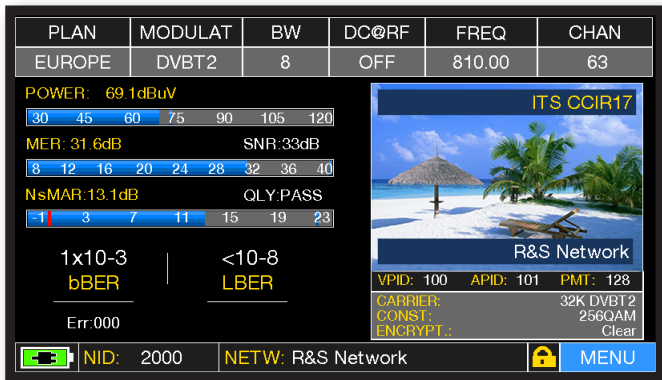 PLAN MODULAT BW DC@RF FREQ CHAN
EUROPE DVBT2 8 OFF 810.00 63
POWER: 69.1dBuV
30 45 60 75 90 105 120
MER: 31.6dB SNR:33dB
8 12 16 20 24 28 32 36 40
NsMAR:13.1dB QLY:PASS
-1 3 7 11 15 19 23
1x10-3 <10-8
bBER LBER
Err:000
ITS CCIR17
R&S Network
VPID: 100 APID: 101 PMT: 128
CARRIER: 32K DVBT2
CONST: 256QAM
ENCRYPT.: Clear
NID: 2000 NETW: R&S Network MENU